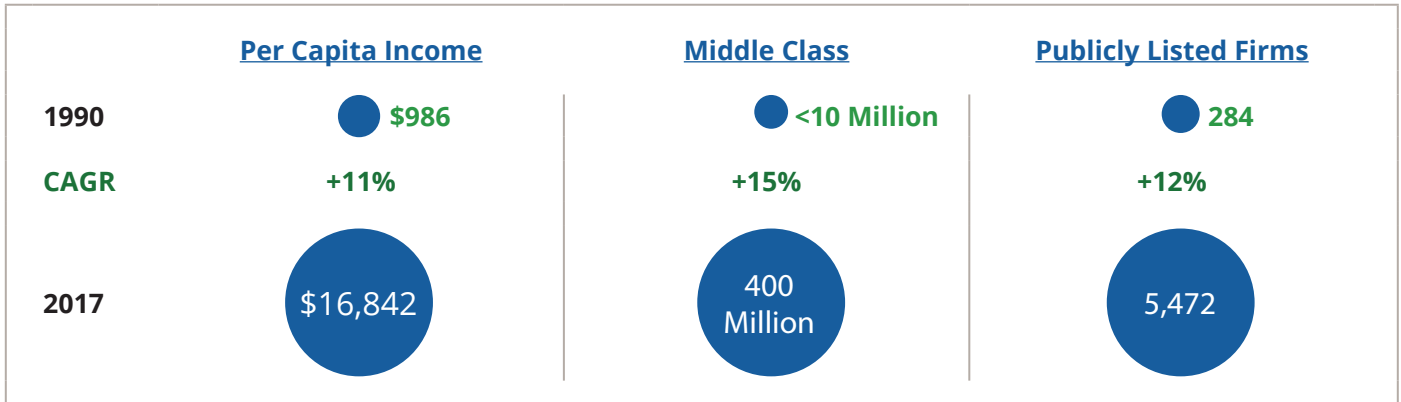 Per Capita Income Middle Class Publicly Listed Firms
1990 $986 <10 Million 284
CAGR +11% +15% +12%
2017 $16,842 400 Million 5,472